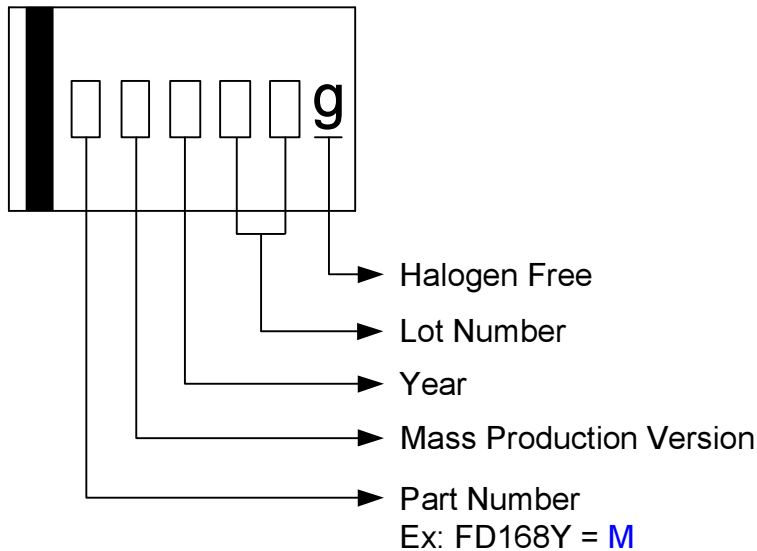 g
Halogen Free
Lot Number
Year
Mass Production Version
Part Number
Ex: FD168Y = M